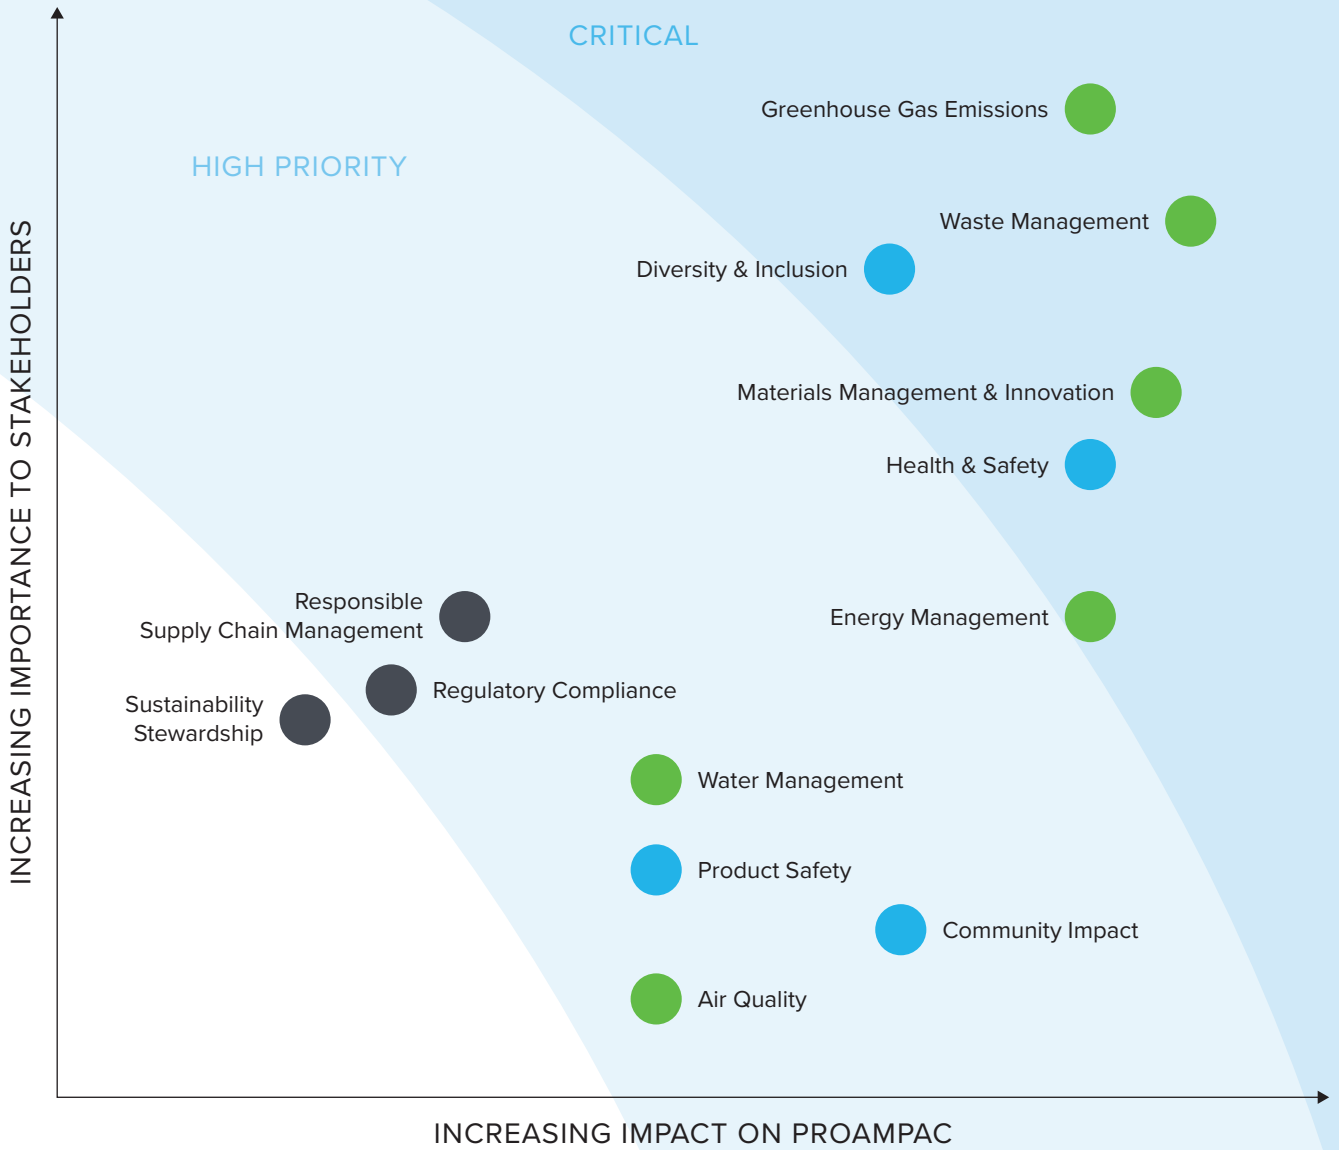 CRITICAL
Greenhouse Gas Emissions
HIGH PRIORITY
Waste Management
Diversity & Inclusion
Materials Management & Innovation
Health & Safety
Responsible
Supply Chain Management
Energy Management
Regulatory Compliance
Sustainability
Stewardship
Water Management
Product Safety
Community Impact
Air Quality
INCREASING IMPORTANCE TO STAKEHOLDERS
INCREASING IMPACT ON PROAMPAC